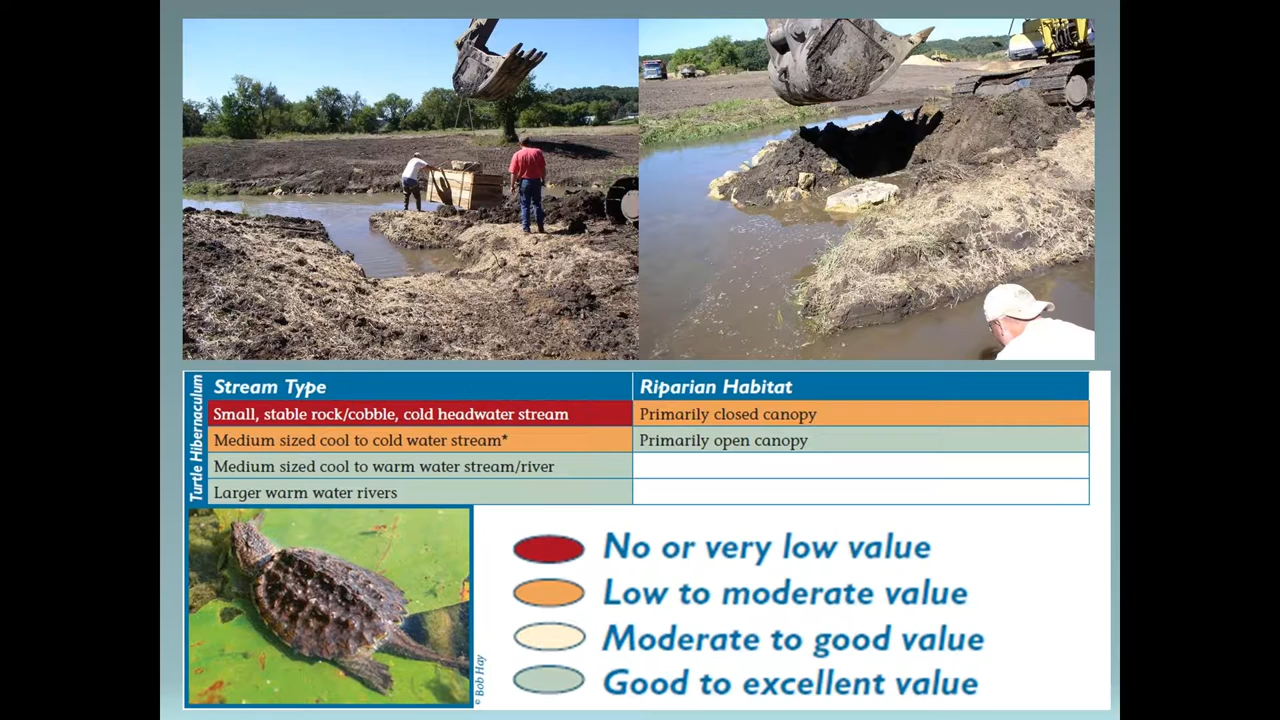 Turtle Hibernaculum
Stream Type
Riparian Habitat
Small, stable rock/cobble, cold headwater stream
Primarily closed canopy
Medium sized cool to cold water stream*
Primarily open canopy
Medium sized cool to warm water stream/river
Larger warm water rivers
No or very low value
Low to moderate value
Moderate to good value
Good to excellent value
© Bob Hay